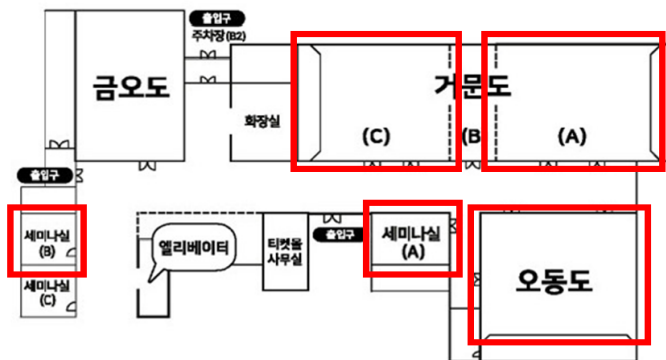 출입구
주차장(B2)
금오도
거문도
화장실
(C)
(B
(A)
출입구
세미나실
(B)
엘리베이터
티켓몰
사무실
출입구
세미나실
(A)
오동도
세미나실
(C)